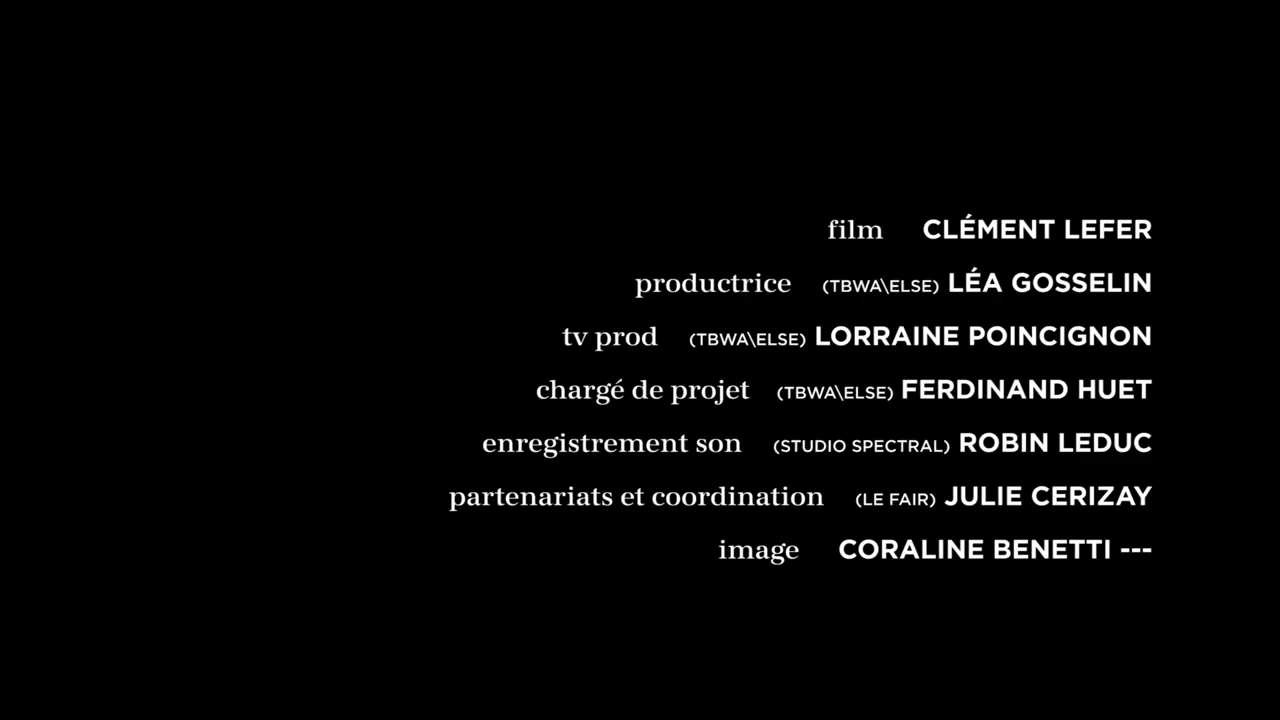 film CLÉMENT LEFER
productrice (TBWA\ELSE) LÉA GOSSELIN
tv prod (TBWA\ELSE) LORRAINE POINCIGNON
chargé de projet (TBWA\ELSE) FERDINAND HUET
enregistrement son (STUDIO SPECTRAL) ROBIN LEDUC
partenariats et coordination (LE FAIR) JULIE CERIZAY
image CORALINE BENETTI ---